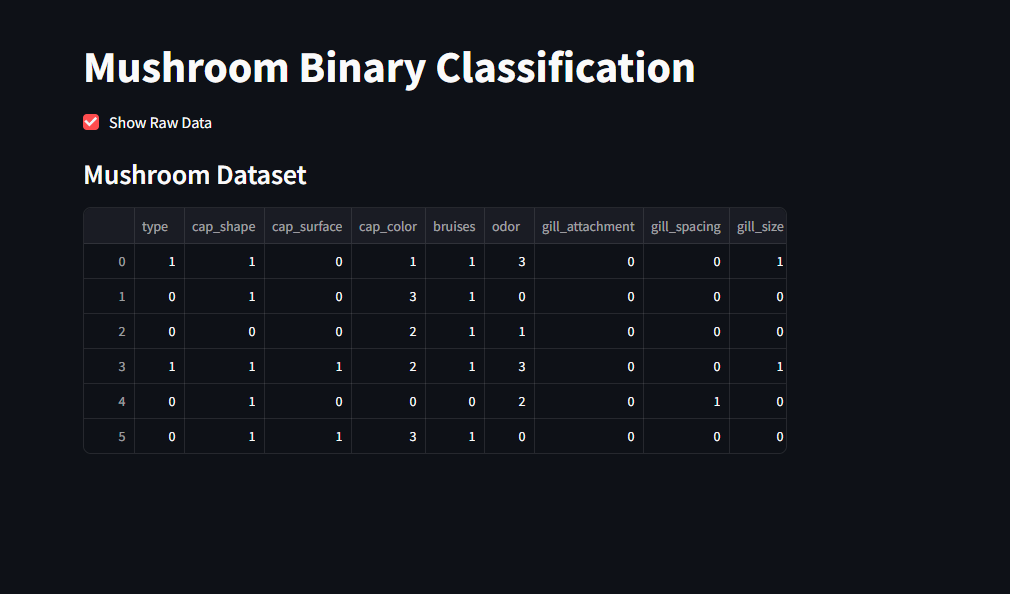 Mushroom Binary Classification
Show Raw Data
Mushroom Dataset
type cap_shape cap_surface cap_color bruises odor gill_attachment gill_spacing gill_size
0 1 1 0 1 1 3 0 0 1
1 0 1 0 3 1 0 0 0 0
2 0 0 0 2 1 1 0 0 0
3 1 1 1 2 1 3 0 0 1
4 0 1 0 0 0 2 0 1 0
5 0 1 1 3 1 0 0 0 0